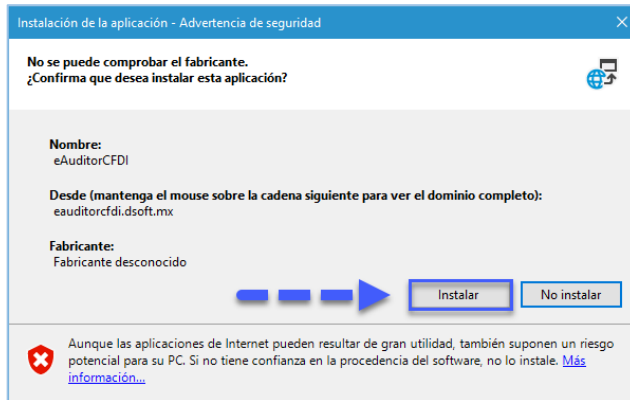 Instalación de la aplicación - Advertencia de seguridad
No se puede comprobar el fabricante.
¿Confirma que desea instalar esta aplicación?
Nombre:
eAuditorCFDI
Desde (mantenga el mouse sobre la cadena siguiente para ver el dominio completo):
eauditorcfdi.dsoft.mx
Fabricante:
Fabricante desconocido
Instalar
No instalar
Aunque las aplicaciones de Internet pueden resultar de gran utilidad, también suponen un riesgo
potencial para su PC. Si no tiene confianza en la procedencia del software, no lo instale. Más
información...